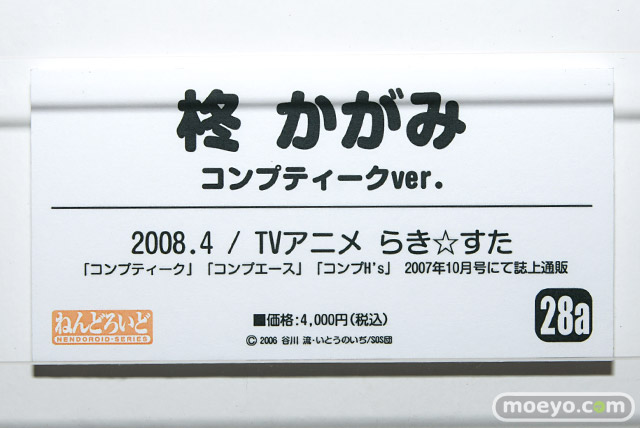 柊 かがみ
コンプティークver.
2008.4 / TVアニメ らき☆すた
「コンプティーク」「コンプエース」「コンプH's」 2007年10月号にて誌上通販
ねんどろいど
NENDOROID-SERIES
■価格:4,000円(税込)
© 2006 谷川 流・いとうのいぢ/SOS団
28a
moeyo.com